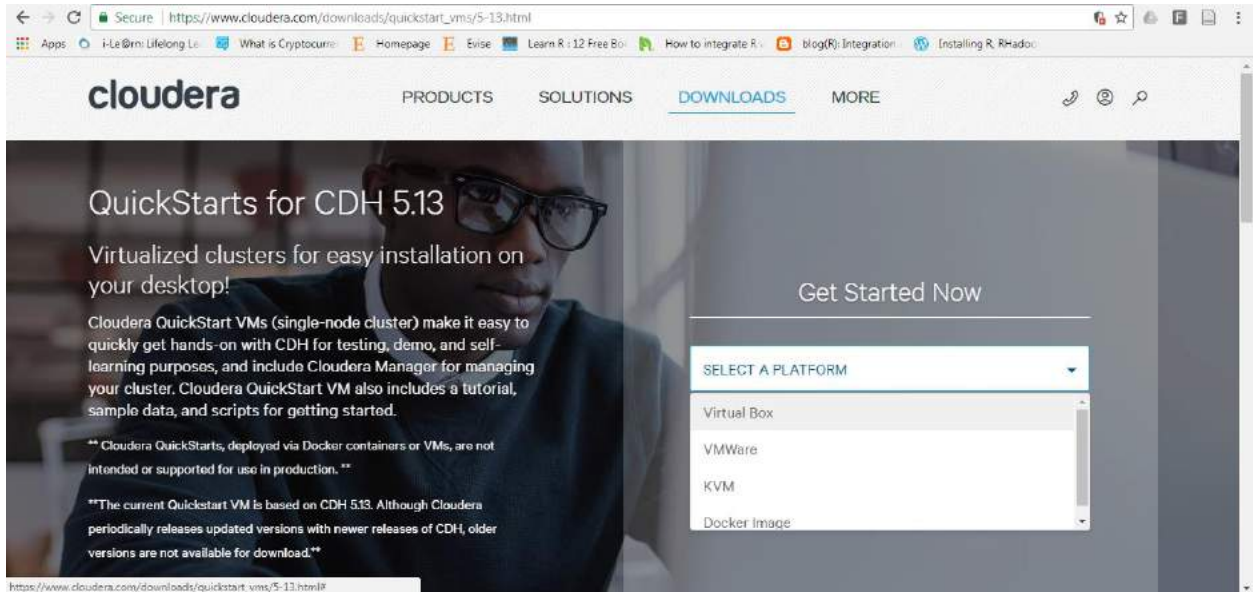 Secure | https://www.cloudera.com/downloads/quickstart_vms/5-13.html
Apps i-Le@rn: Lifelong Le What is Cryptocurre Homepage Evise Learn R : 12 Free Bo How to integrate R blog(R): Integration Installing R, RHadoo
cloudera PRODUCTS SOLUTIONS DOWNLOADS MORE
QuickStarts for CDH 5.13
Virtualized clusters for easy installation on
your desktop!
Cloudera QuickStart VMs (single-node cluster) make it easy to
quickly get hands-on with CDH for testing, demo, and self-
learning purposes, and include Cloudera Manager for managing
your cluster. Cloudera QuickStart VM also includes a tutorial,
sample data, and scripts for getting started.
** Cloudera QuickStarts, deployed via Docker containers or VMs, are not
intended or supported for use in production. **
**The current Quickstart VM is based on CDH 5.13. Although Cloudera
periodically releases updated versions with newer releases of CDH, older
versions are not available for download.**
Get Started Now
SELECT A PLATFORM
Virtual Box
VMWare
KVM
Docker Image
https://www.cloudera.com/downloads/quickstart_vms/5-13.html#